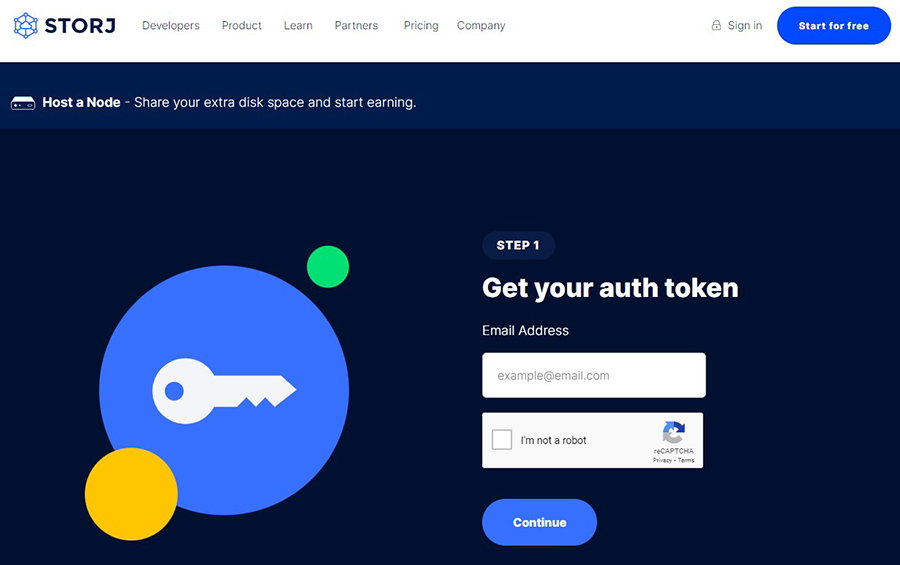 STORJ Developers Product Learn Partners Pricing Company Sign in Start for free
Host a Node - Share your extra disk space and start earning.
STEP 1
Get your auth token
Email Address
example@email.com
I'm not a robot
reCAPTCHA
Privacy - Terms
Continue